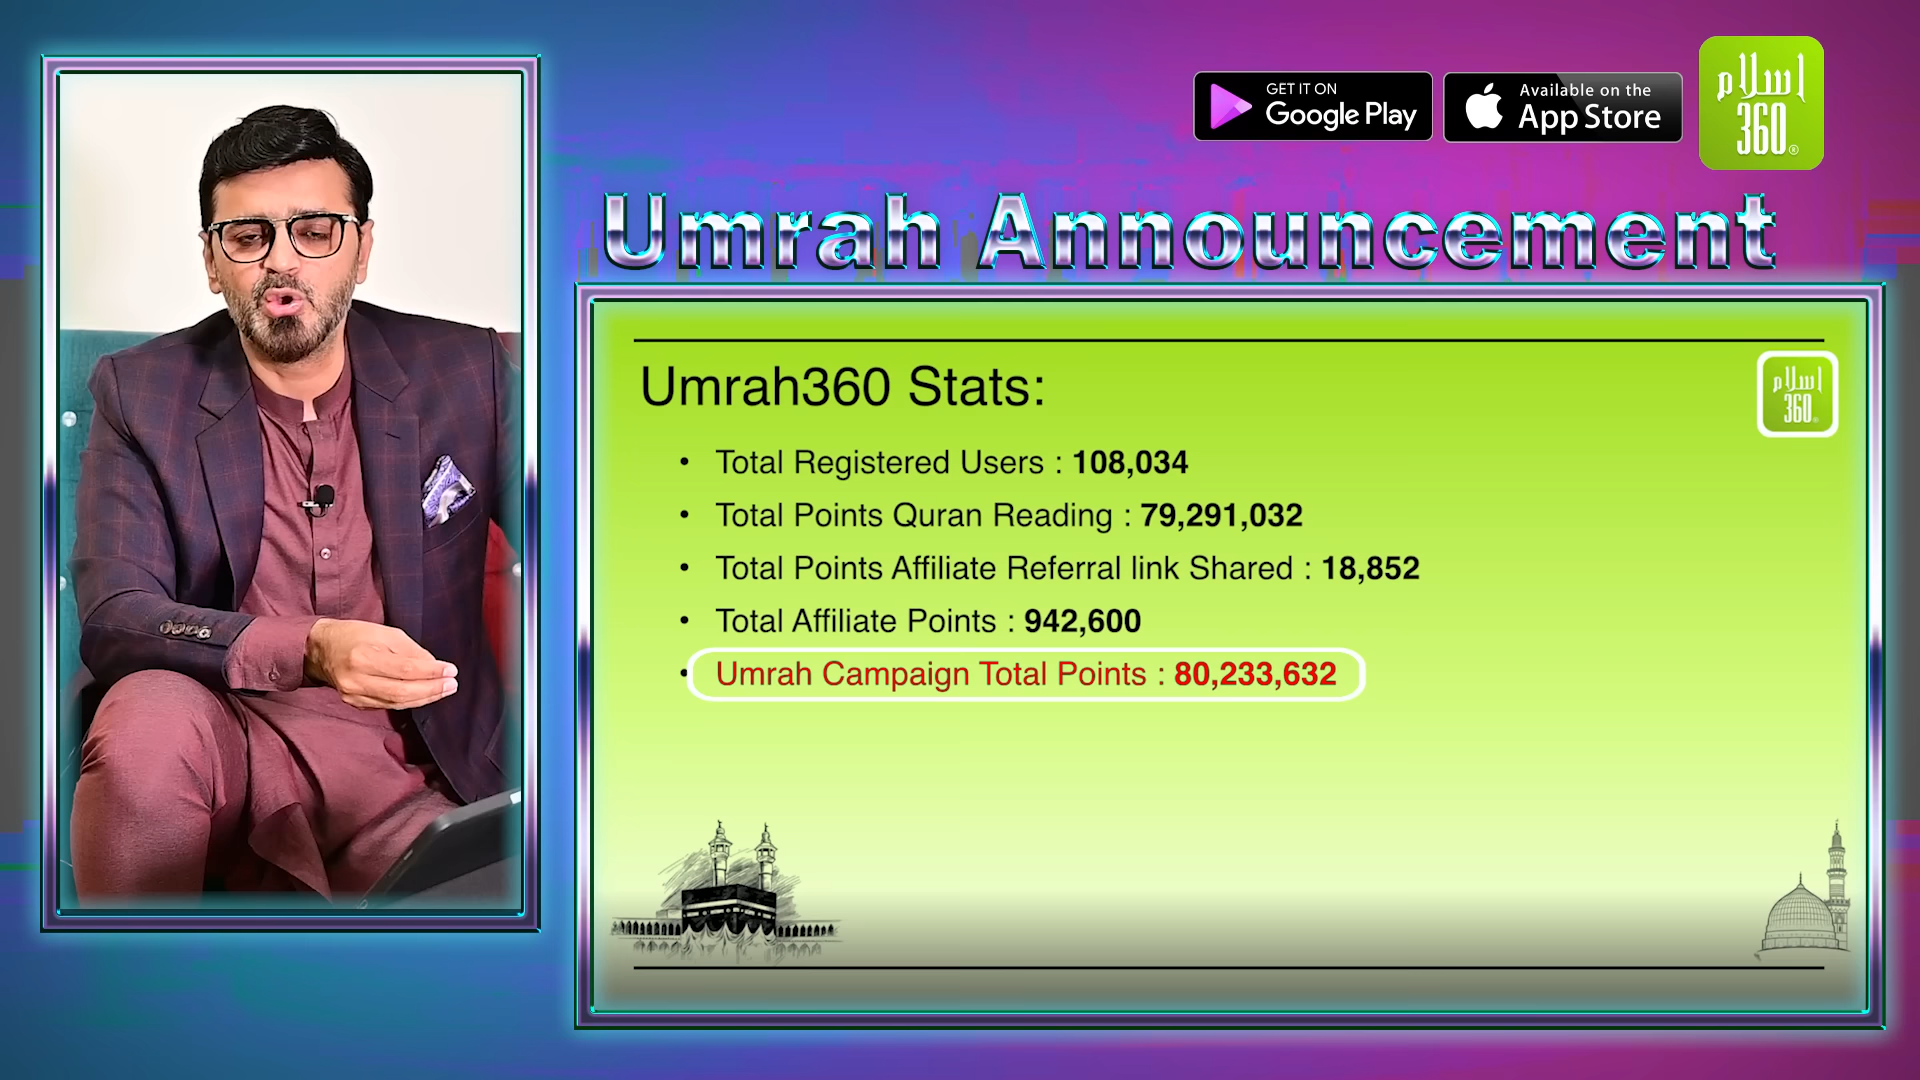 GET IT ON
Google Play
Available on the
App Store
اسلام
360®
Umrah Announcement
Umrah360 Stats:
اسلام
360
• Total Registered Users : 108,034
• Total Points Quran Reading : 79,291,032
• Total Points Affiliate Referral link Shared : 18,852
• Total Affiliate Points : 942,600
• Umrah Campaign Total Points : 80,233,632